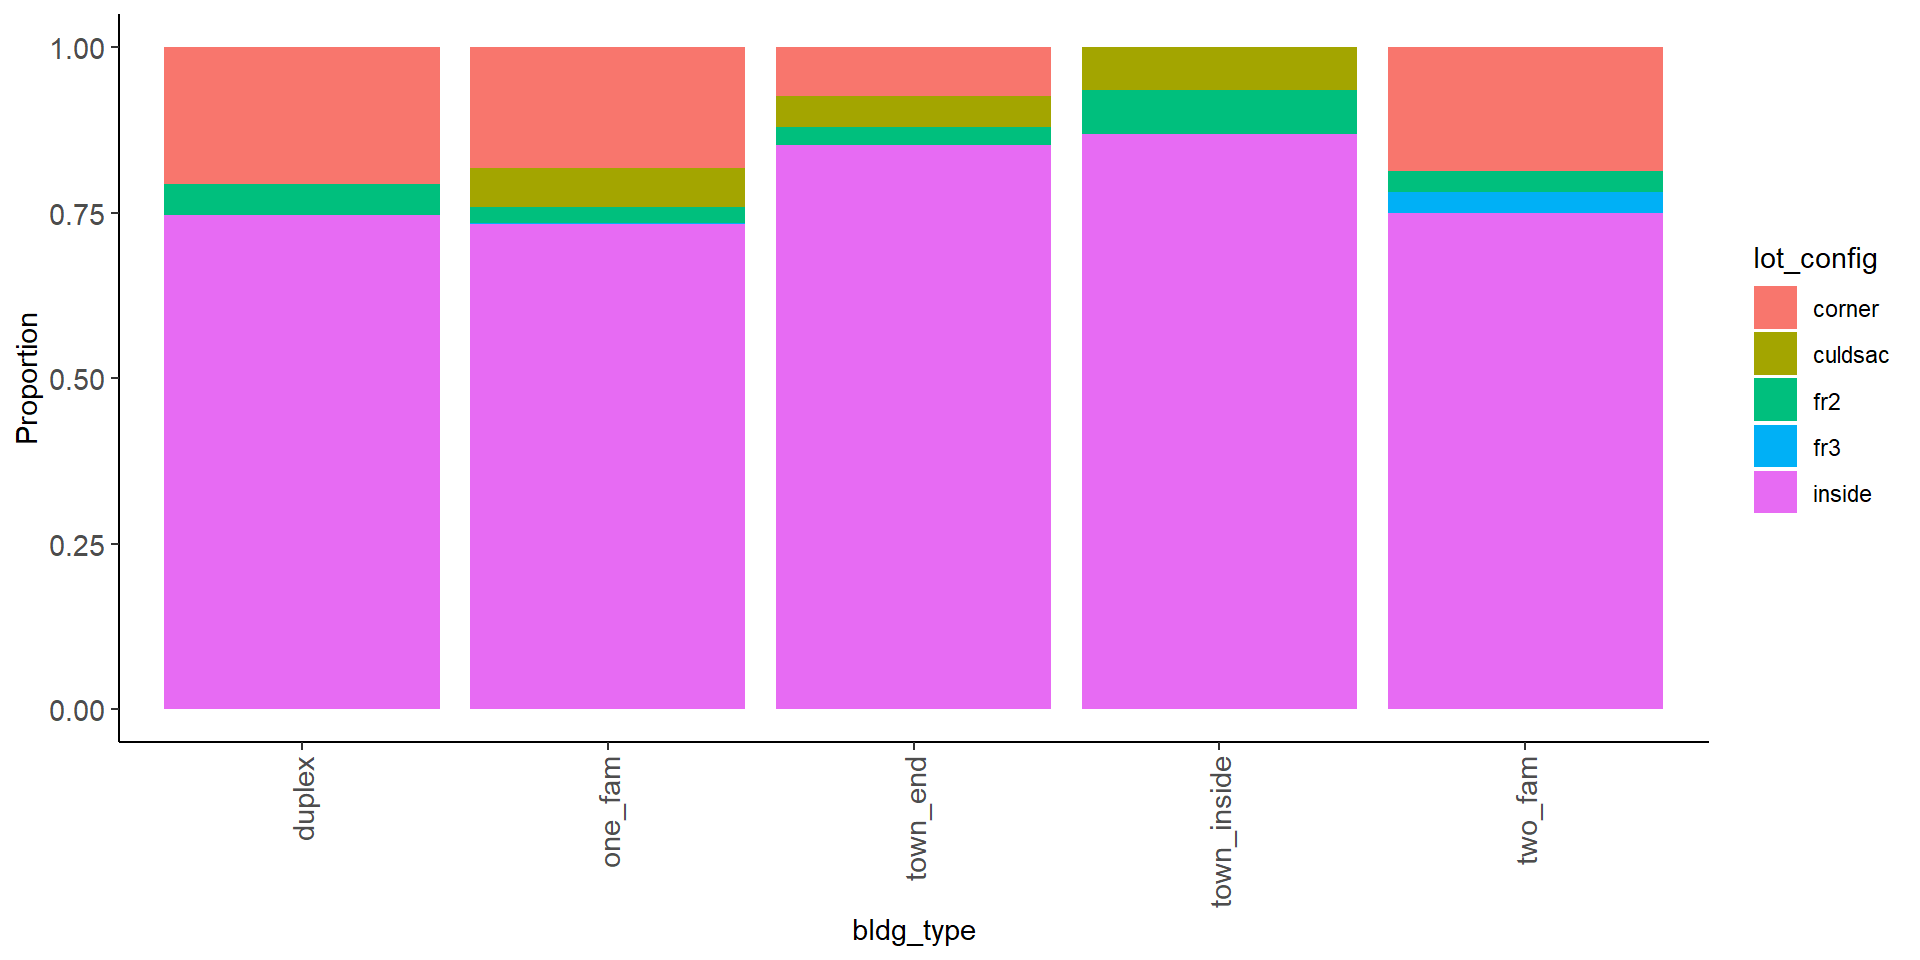 1.00
0.75
0.50
0.25
0.00
Proportion
duplex
one_fam
town_end
town_inside
two_fam
bldg_type
lot_config
corner
culdsac
fr2
fr3
inside